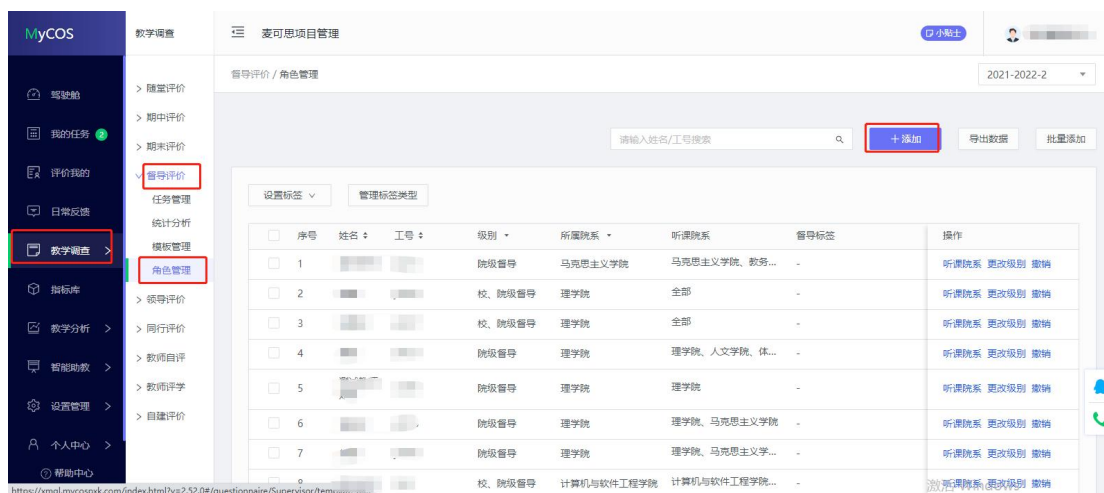 MyCOS
驾驶舱
我的任务 2
评价我的
日常反馈
教学调查 >
指标库
教学分析 >
智能助教 >
设置管理 >
个人中心 >
帮助中心
教学调查
> 随堂评价
> 期中评价
> 期末评价
督导评价
任务管理
统计分析
模板管理
角色管理
> 领导评价
> 同行评价
> 教师自评
> 教师评学
> 自建评价
麦可思项目管理
小贴士
督导评价 / 角色管理
2021-2022-2
请输入姓名/工号搜索
+添加
导出数据
批量添加
设置标签
管理标签类型
序号 姓名 工号 级别 所属院系 听课院系 督导标签 操作
1 院级督导 马克思主义学院 马克思主义学院、教务... - 听课院系 更改级别 撤销
2 校、院级督导 理学院 全部 - 听课院系 更改级别 撤销
3 校、院级督导 理学院 全部 - 听课院系 更改级别 撤销
4 院级督导 理学院 理学院、人文学院、体... - 听课院系 更改级别 撤销
5 院级督导 理学院 理学院 - 听课院系 更改级别 撤销
6 院级督导 理学院 理学院、马克思主义学院 - 听课院系 更改级别 撤销
7 院级督导 理学院 理学院、马克思主义学... - 听课院系 更改级别 撤销
8 校、院级督导 计算机与软件工程学院 计算机与软件工程学院... - 听课院系 更改级别 撤销
激活 Windows